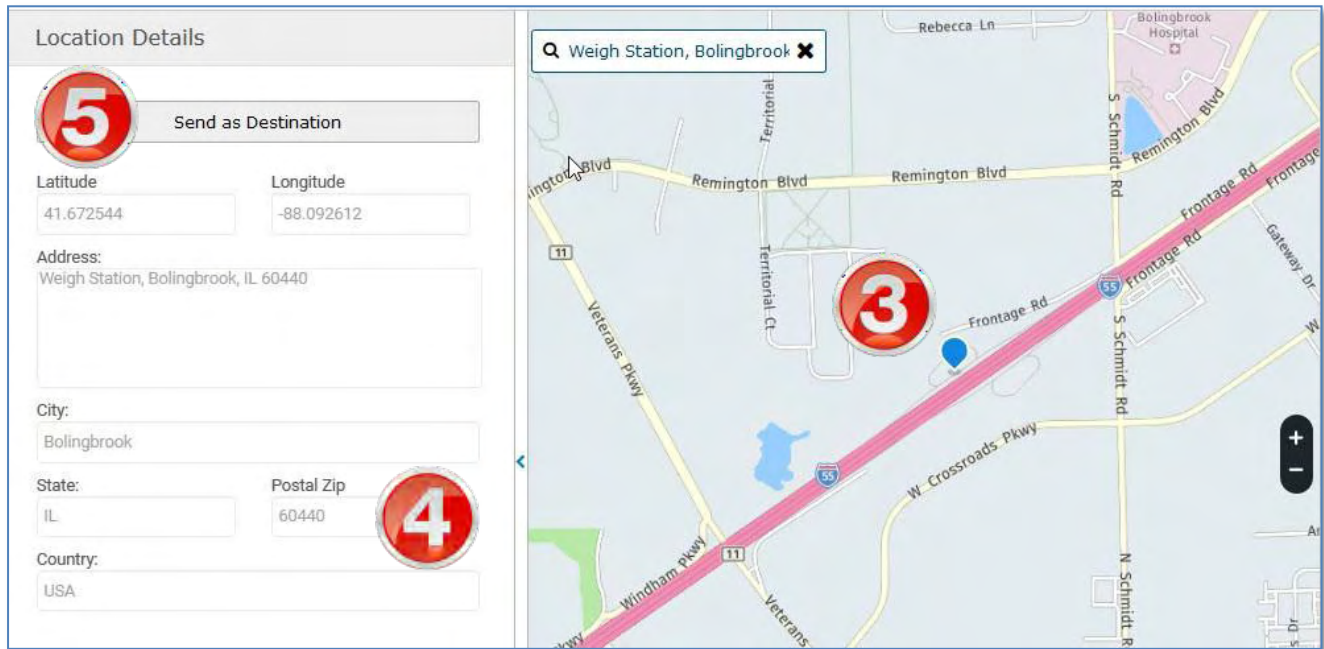 Location Details
5
Send as Destination
Latitude
Longitude
41.672544
-88.092612
Address:
Weigh Station, Bolingbrook, IL 60440
City:
Bolingbrook
State:
Postal Zip
IL
60440
4
Country:
USA
Weigh Station, Bolingbrook
Rebecca Ln
Bolingbrook
Hospital
Territorial
S Schmidt Rd
Remington Blvd
Remington Blvd
Remington Blvd
Blvd
Frontage Rd
Frontage
Frontage Rd
Gateway Dr
11
Territorial Ct
3
55
Frontage Rd
Veterans Pkwy
S Schmidt Rd
W
W Crossroads Pkwy
55
+
-
11
Windham Pkwy
Veterans
N Schmidt R
Pkwy